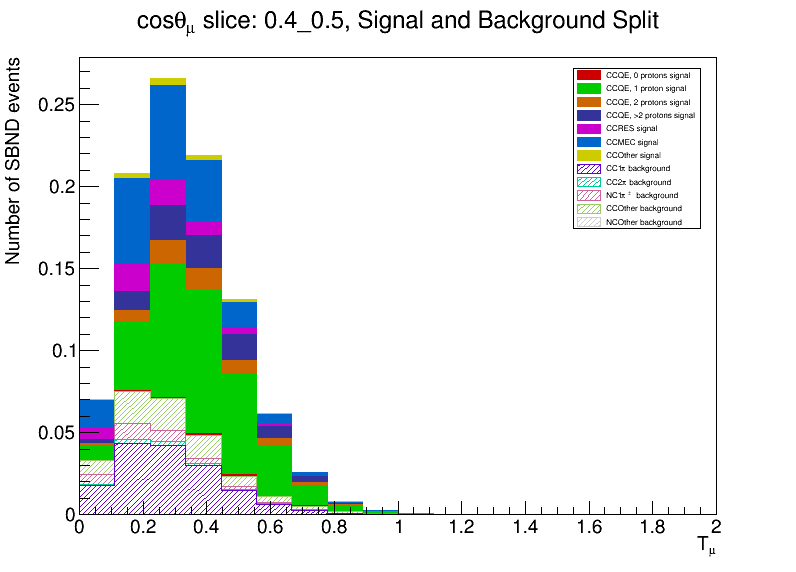 cosθμ slice: 0.4_0.5, Signal and Background Split
Number of SBND events
0.25
0.2
0.15
0.1
0.05
0
0 0.2 0.4 0.6 0.8 1 1.2 1.4 1.6 1.8 2
Tμ
CCQE, 0 protons signal
CCQE, 1 proton signal
CCQE, 2 protons signal
CCQE, >2 protons signal
CCRES signal
CCMEC signal
CCOther signal
CC1π background
CC2π background
NC1π ± background
CCOther background
NCOther background